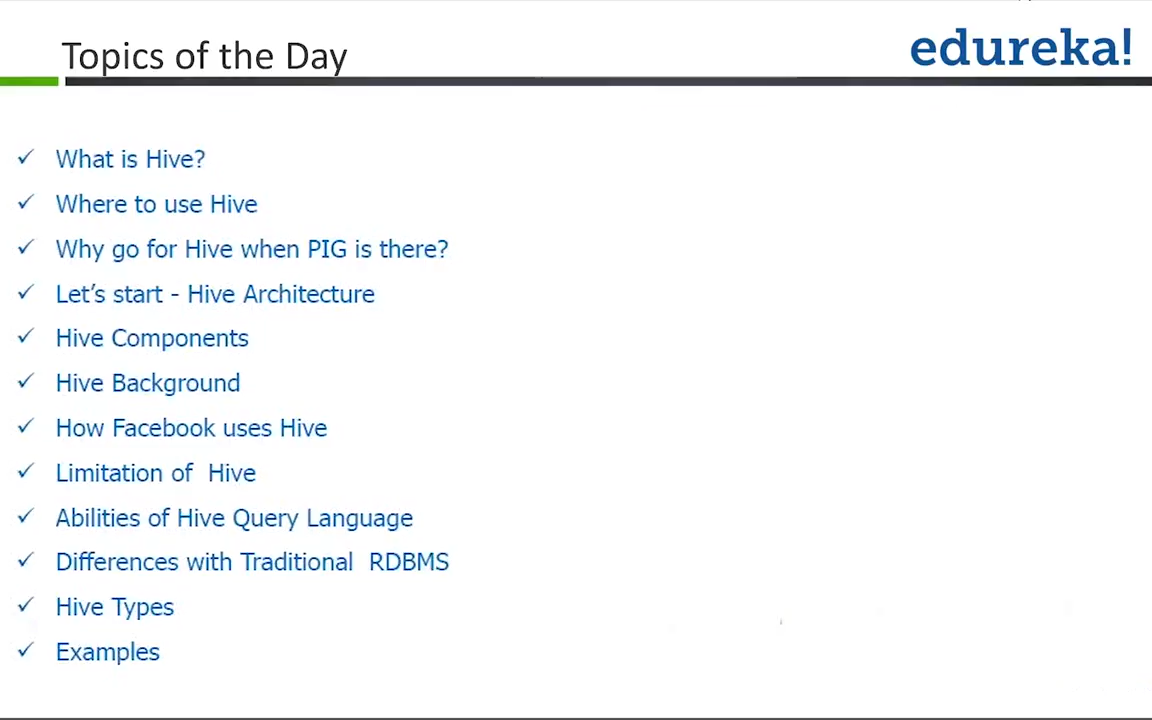 Topics of the Day
edureka!
✓ What is Hive?
✓ Where to use Hive
✓ Why go for Hive when PIG is there?
✓ Let's start - Hive Architecture
✓ Hive Components
✓ Hive Background
✓ How Facebook uses Hive
✓ Limitation of  Hive
✓ Abilities of Hive Query Language
✓ Differences with Traditional  RDBMS
✓ Hive Types
✓ Examples